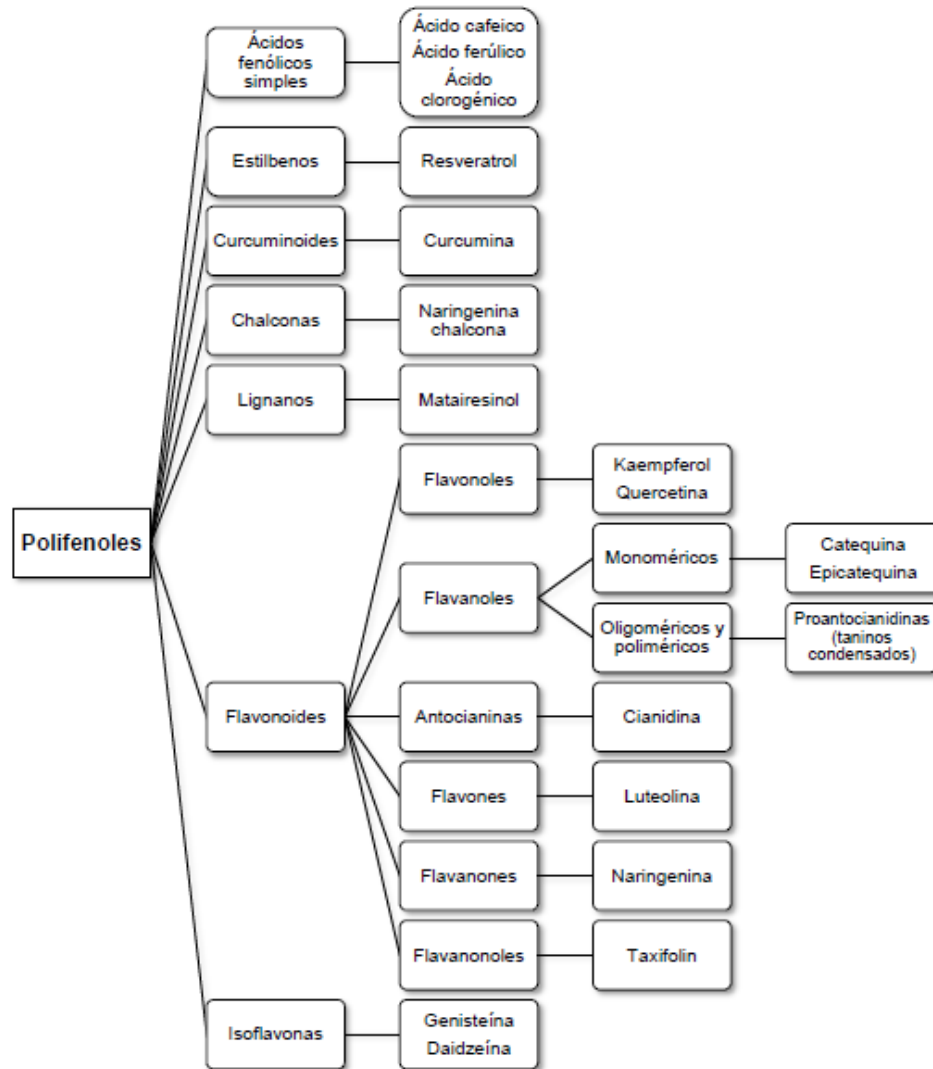 Ácidos
fenólicos
simples
Ácido cafeico
Ácido ferúlico
Ácido
clorogénico
Estilbenos
Resveratrol
Curcuminoides
Curcumina
Chalconas
Naringenina
chalcona
Lignanos
Matairesinol
Polifenoles
Flavonoides
Flavonoles
Kaempferol
Quercetina
Flavanoles
Monoméricos
Catequina
Epicatequina
Oligoméricos y
poliméricos
Proantocianidinas
(taninos
condensados)
Antocianinas
Cianidina
Flavones
Luteolina
Flavanones
Naringenina
Flavanonoles
Taxifolin
Isoflavonas
Genisteína
Daidzeína